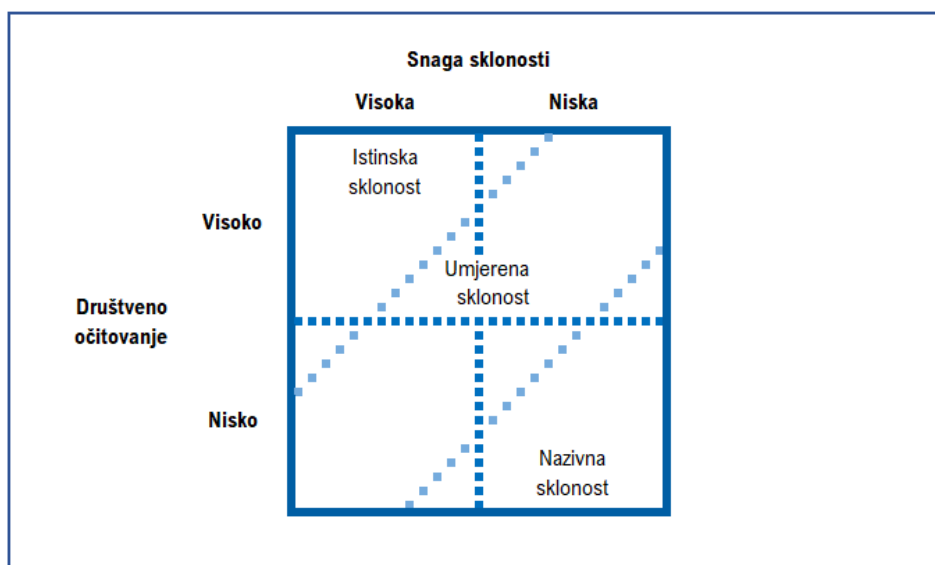 Snaga sklonosti
Visoka
Niska
Istinska
sklonost
Visoko
Umjerena
sklonost
Društveno
očitovanje
Nisko
Nazivna
sklonost